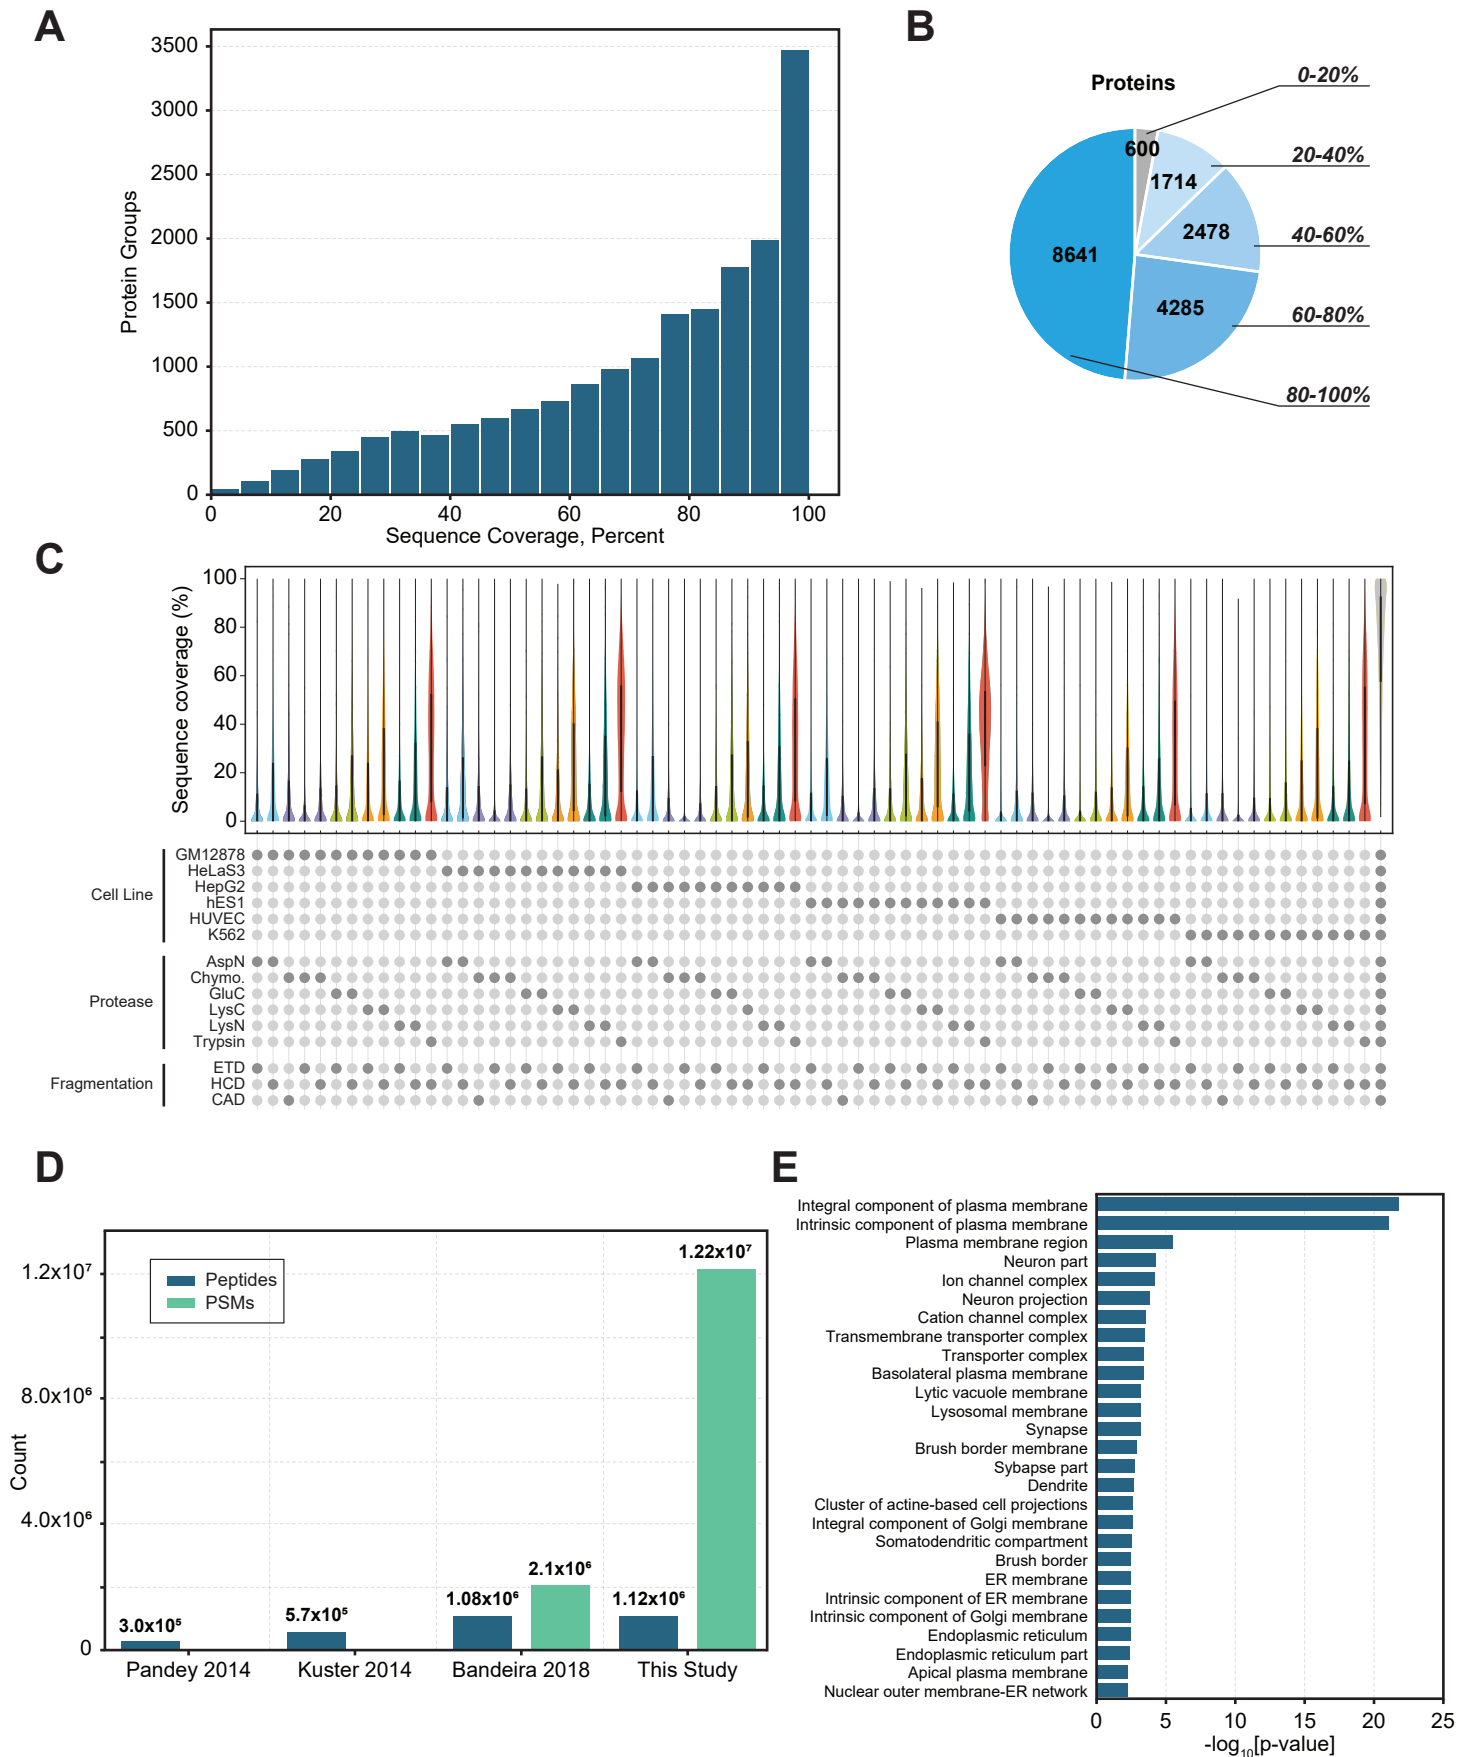 A
3500
3000
2500
2000
1500
1000
500
0
Protein Groups
0 20 40 60 80 100
Sequence Coverage, Percent
B
Proteins
0-20%
20-40%
40-60%
60-80%
80-100%
600
1714
2478
4285
8641
C
Sequence coverage (%)
100
80
60
40
20
0
Cell Line
GM12878
HeLaS3
HepG2
hES1
HUVEC
K562
Protease
AspN
Chymo.
GluC
LysC
LysN
Trypsin
Fragmentation
ETD
HCD
CAD
D
Count
1.2x10⁷
8.0x10⁶
4.0x10⁶
0
Peptides
PSMs
3.0x10⁵
5.7x10⁵
1.08x10⁶
2.1x10⁶
1.12x10⁶
1.22x10⁷
Pandey 2014 Kuster 2014 Bandeira 2018 This Study
E
Integral component of plasma membrane
Intrinsic component of plasma membrane
Plasma membrane region
Neuron part
Ion channel complex
Neuron projection
Cation channel complex
Transmembrane transporter complex
Transporter complex
Basolateral plasma membrane
Lytic vacuole membrane
Lysosomal membrane
Synapse
Brush border membrane
Sybapse part
Dendrite
Cluster of actine-based cell projections
Integral component of Golgi membrane
Somatodendritic compartment
Brush border
ER membrane
Intrinsic component of ER membrane
Intrinsic component of Golgi membrane
Endoplasmic reticulum
Endoplasmic reticulum part
Apical plasma membrane
Nuclear outer membrane-ER network
0 5 10 15 20 25
-log₁₀[p-value]